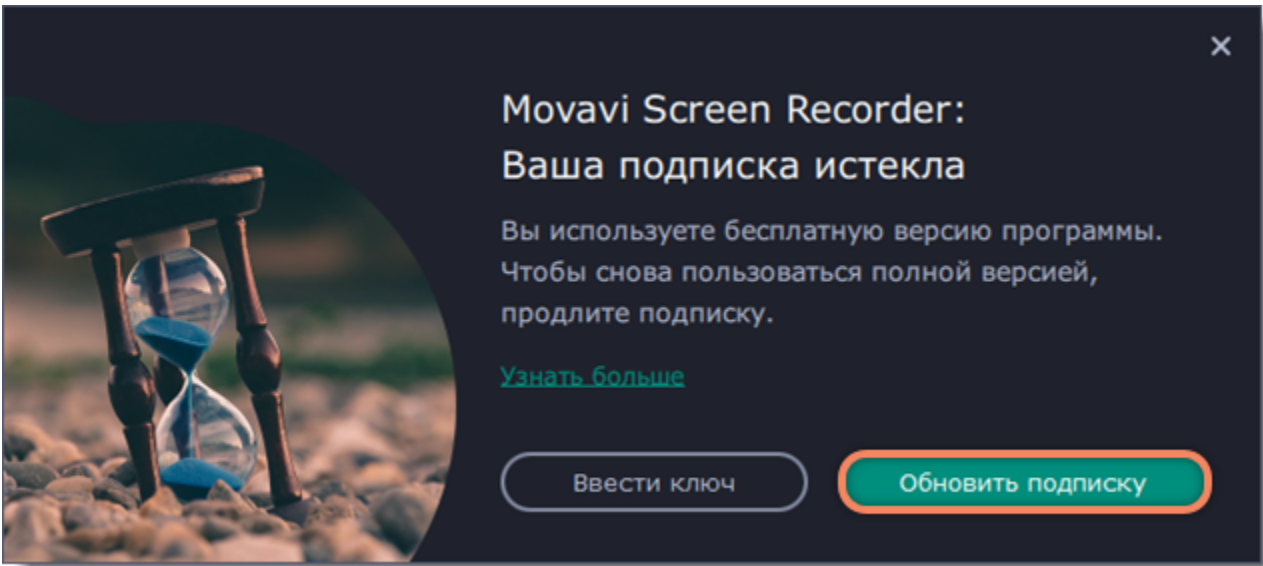 Movavi Screen Recorder:
Ваша подписка истекла
Вы используете бесплатную версию программы.
Чтобы снова пользоваться полной версией,
продлите подписку.
Узнать больше
Ввести ключ
Обновить подписку